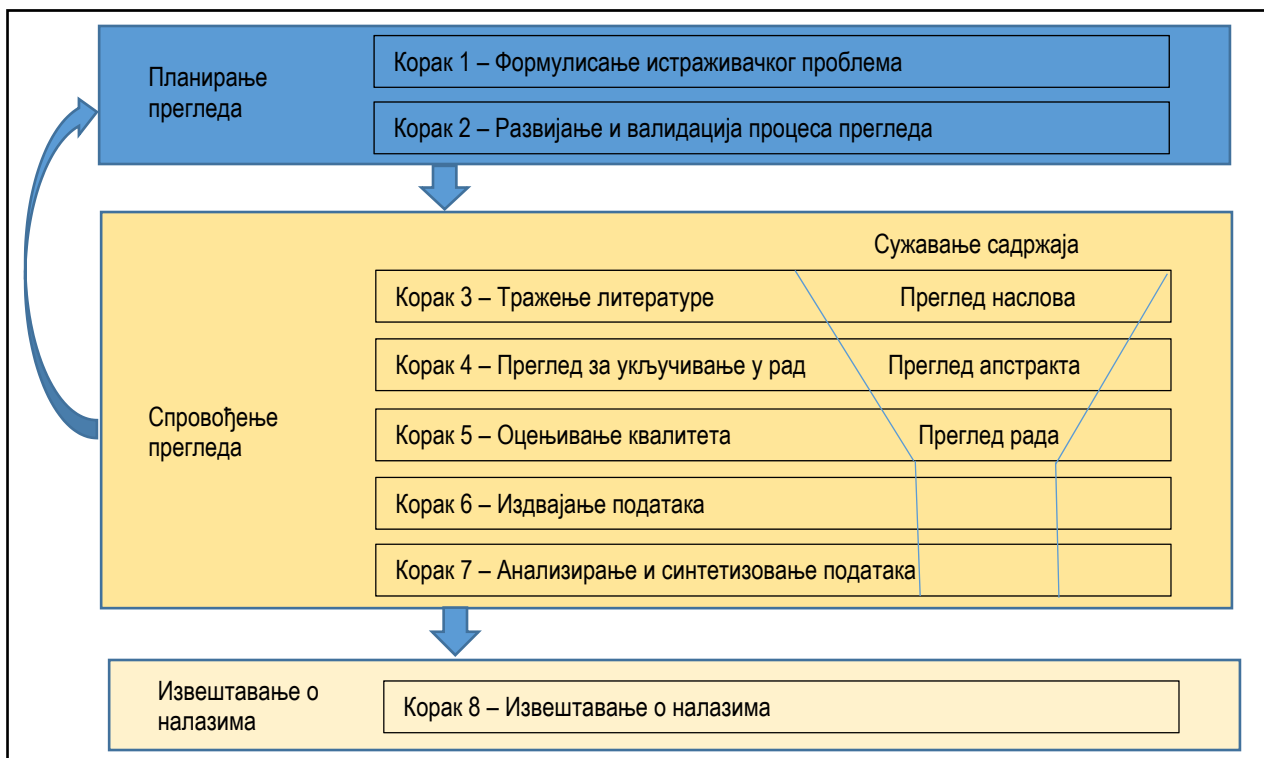 Планирање
прегледа
Корак 1 – Формулисање истраживачког проблема
Корак 2 – Развијање и валидација процеса прегледа
Сужавање садржаја
Спровођење
прегледа
Корак 3 – Тражење литературе
Преглед наслова
Корак 4 – Преглед за укључивање у рад
Преглед апстракта
Корак 5 – Оцењивање квалитета
Преглед рада
Корак 6 – Издвајање података
Корак 7 – Анализирање и синтетизовање података
Извештавање о
налазима
Корак 8 – Извештавање о налазима